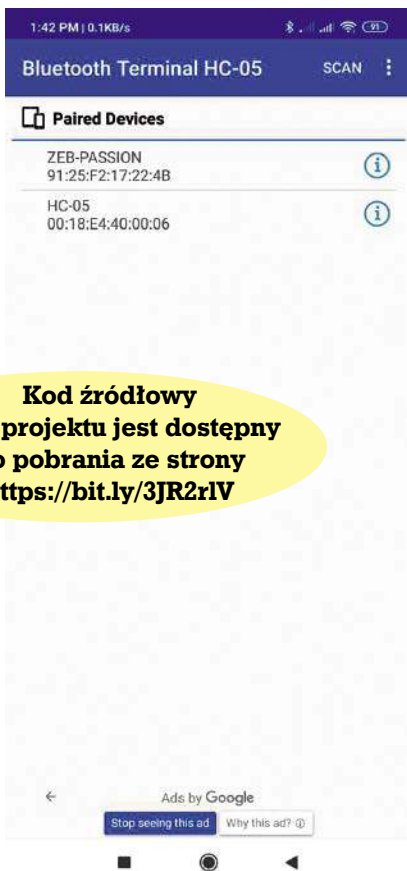 1:42 PM | 0.1KB/s 91
Bluetooth Terminal HC-05 SCAN
Paired Devices
ZEB-PASSION
91:25:F2:17:22:4B
HC-05
00:18:E4:40:00:06
Kod źródłowy
projektu jest dostępny
pobrania ze strony
ttps://bit.ly/3JR2rlV
Ads by Google
Stop seeing this ad Why this ad?